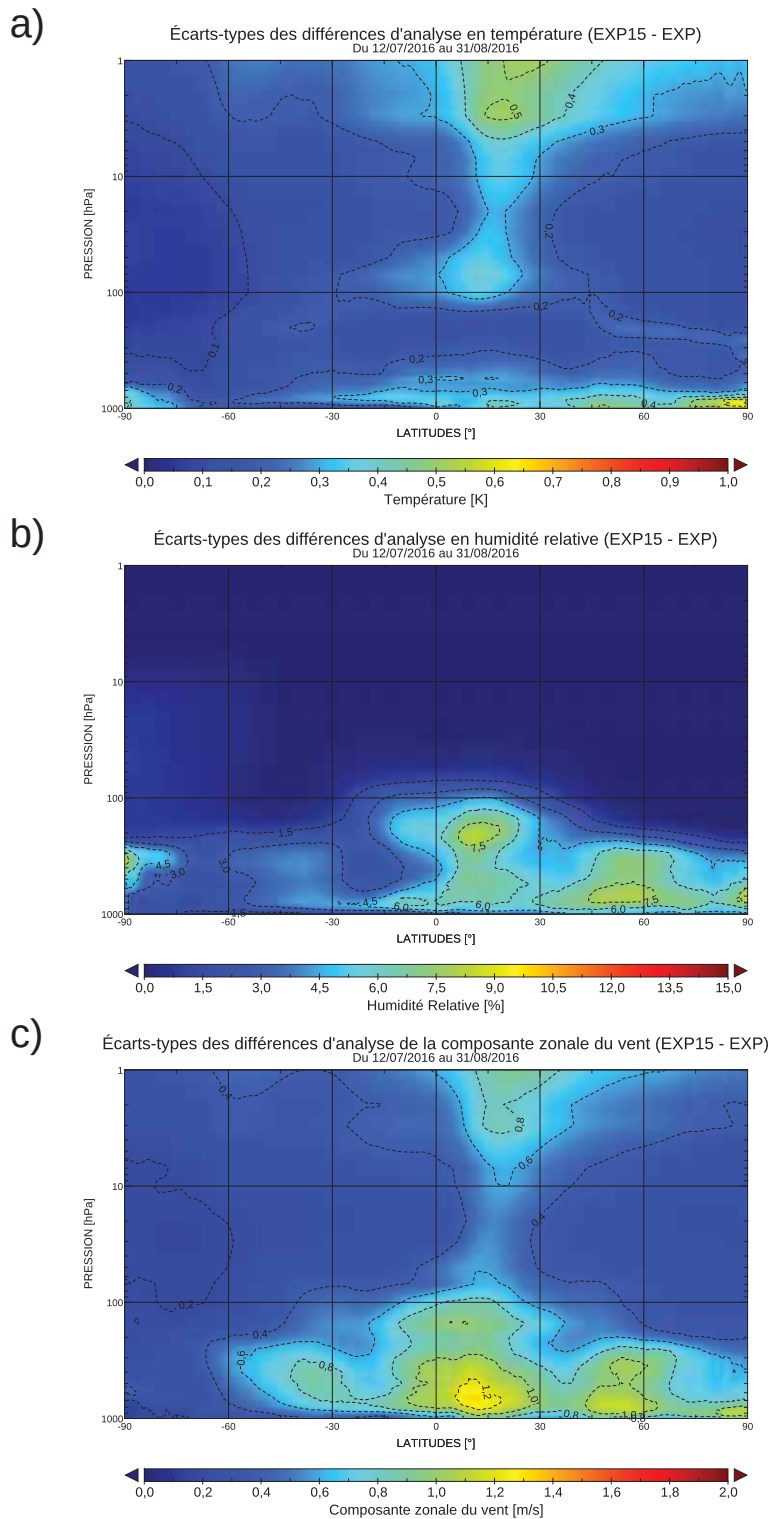 a)
Écarts-types des différences d'analyse en température (EXP15 - EXP)
Du 12/07/2016 au 31/08/2016
PRESSION [hPa]
1
10
100
1000
0,5
0,4
0,3
0,2
0,2
0,2
0,1
0,2
0,3
0,2
0,3
0,4
-90 -60 -30 0 30 60 90
LATITUDES [°]
0,0 0,1 0,2 0,3 0,4 0,5 0,6 0,7 0,8 0,9 1,0
Température [K]
b)
Écarts-types des différences d'analyse en humidité relative (EXP15 - EXP)
Du 12/07/2016 au 31/08/2016
PRESSION [hPa]
1
10
100
1000
1,5
7,5
4,5
3,0
3,0
4,5
6,0
6,0
6,0
7,5
1,5
-90 -60 -30 0 30 60 90
LATITUDES [°]
0,0 1,5 3,0 4,5 6,0 7,5 9,0 10,5 12,0 13,5 15,0
Humidité Relative [%]
c)
Écarts-types des différences d'analyse de la composante zonale du vent (EXP15 - EXP)
Du 12/07/2016 au 31/08/2016
PRESSION [hPa]
1
10
100
1000
0,4
0,8
0,6
0,4
0,2
0,4
0,6
0,8
1,2
1,0
0,8
-90 -60 -30 0 30 60 90
LATITUDES [°]
0,0 0,2 0,4 0,6 0,8 1,0 1,2 1,4 1,6 1,8 2,0
Composante zonale du vent [m/s]